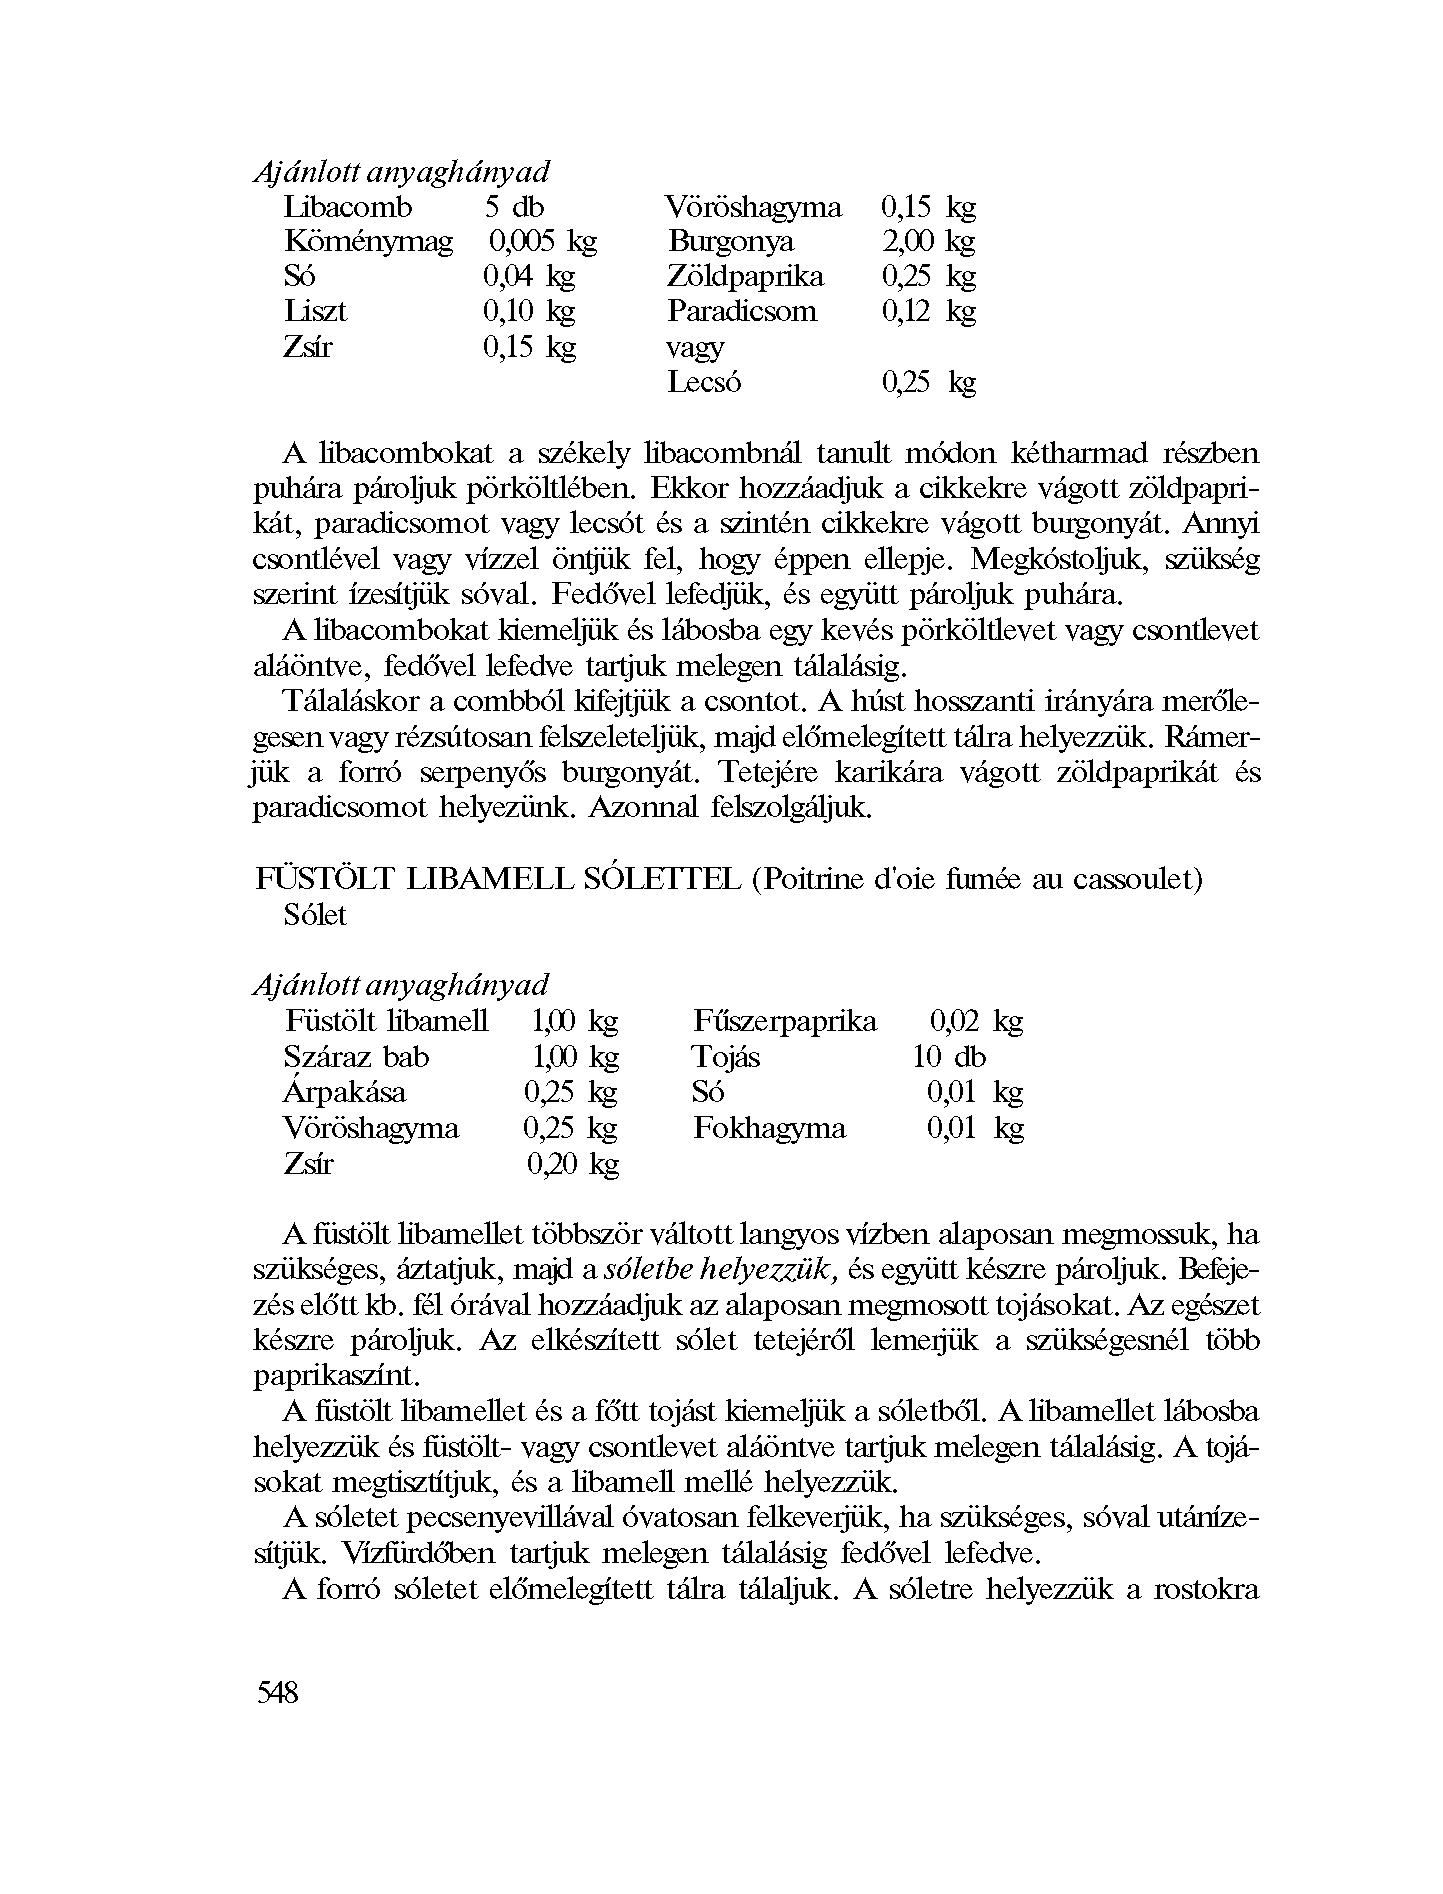 Ajánlott anyaghányad
Libacomb 5 db Vöröshagyma 0,15 kg
Köménymag 0,005 kg Burgonya 2,00 kg
Só 0,04 kg Zöldpaprika 0,25 kg
Liszt 0,10 kg Paradicsom 0,12 kg
Zsír 0,15 kg vagy
Lecsó 0,25 kg
A libacombokat a székely libacombnál tanult módon kétharmad részben
puhára pároljuk pörköltlében. Ekkor hozzáadjuk a cikkekre vágott zöldpapri-
kát, paradicsomot vagy lecsót és a szintén cikkekre vágott burgonyát. Annyi
csontlével vagy vízzel öntjük fel, hogy éppen ellepje. Megkóstoljuk, szükség
szerint ízesítjük sóval. Fedővel lefedjük, és együtt pároljuk puhára.
A libacombokat kiemeljük és lábosba egy kevés pörköltlevet vagy csontlevet
aláöntve, fedővel lefedve tartjuk melegen tálalásig.
Tálaláskor a combból kifejtjük a csontot. A húst hosszanti irányára merőle-
gesen vagy rézsútosan felszeleteljük, majd előmelegített tálra helyezzük. Rámer-
jük a forró serpenyős burgonyát. Tetejére karikára vágott zöldpaprikát és
paradicsomot helyezünk. Azonnal felszolgáljuk.
FÜSTÖLT LIBAMELL SÓLETTEL (Poitrine d'oie fumée au cassoulet)
Sólet
Ajánlott anyaghányad
Füstölt libamell 1,00 kg Fűszerpaprika 0,02 kg
Száraz bab 1,00 kg Tojás 10 db
Árpakása 0,25 kg Só 0,01 kg
Vöröshagyma 0,25 kg Fokhagyma 0,01 kg
Zsír 0,20 kg
A füstölt libamellet többször váltott langyos vízben alaposan megmossuk, ha
szükséges, áztatjuk, majd a sóletbe helyezzük, és együtt készre pároljuk. Befeje-
zés előtt kb. fél órával hozzáadjuk az alaposan megmosott tojásokat. Az egészet
készre pároljuk. Az elkészített sólet tetejéről lemerjük a szükségesnél több
paprikaszínt.
A füstölt libamellet és a főtt tojást kiemeljük a sóletből. A libamellet lábosba
helyezzük és füstölt- vagy csontlevet aláöntve tartjuk melegen tálalásig. A tojá-
sokat megtisztítjuk, és a libamell mellé helyezzük.
A sóletet pecsenyevillával óvatosan felkeverjük, ha szükséges, sóval utáníze-
sítjük. Vízfürdőben tartjuk melegen tálalásig fedővel lefedve.
A forró sóletet előmelegített tálra tálaljuk. A sóletre helyezzük a rostokra
548